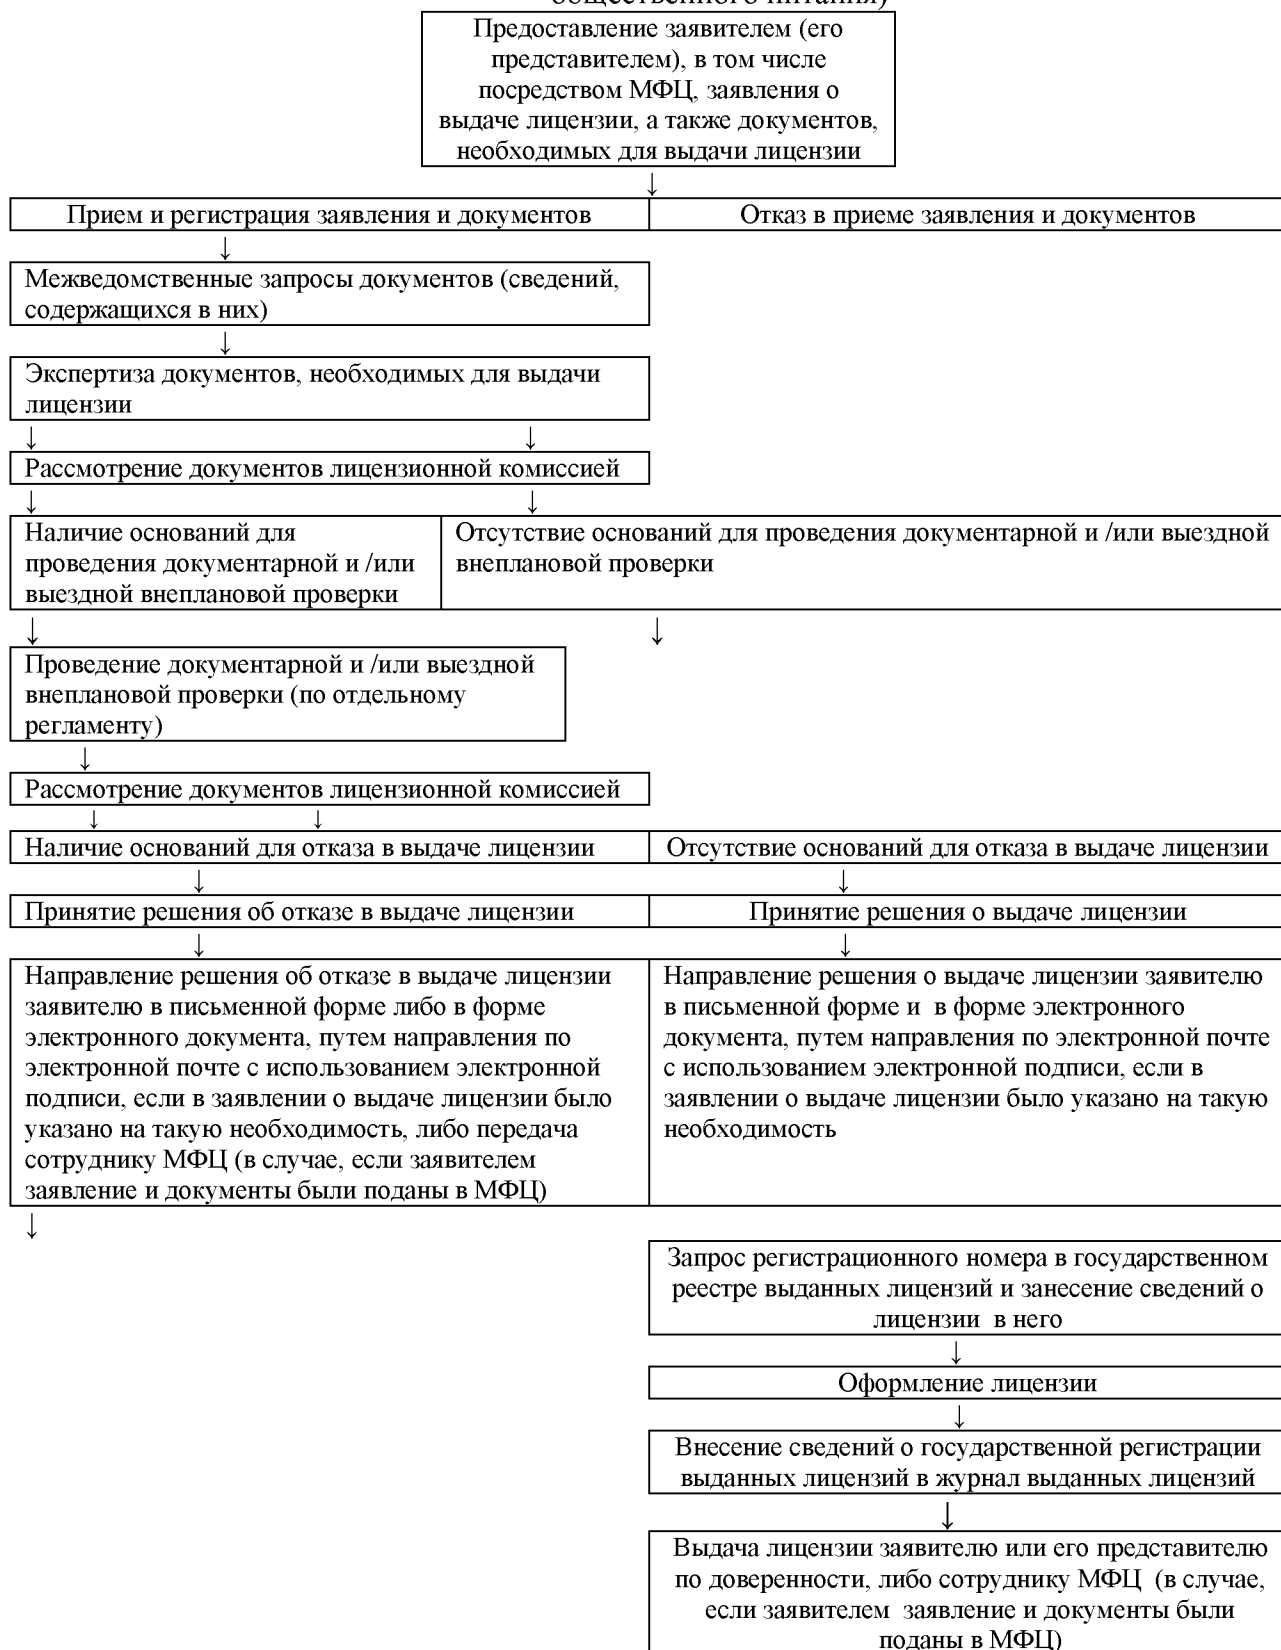 общественного питания)
Предоставление заявителем (его
представителем), в том числе
посредством МФЦ, заявления о
выдаче лицензии, а также документов,
необходимых для выдачи лицензии
↓
Прием и регистрация заявления и документов
Отказ в приеме заявления и документов
↓
Межведомственные запросы документов (сведений,
содержащихся в них)
↓
Экспертиза документов, необходимых для выдачи
лицензии
↓ ↓
Рассмотрение документов лицензионной комиссией
↓ ↓
Наличие оснований для
проведения документарной и /или
выездной внеплановой проверки
Отсутствие оснований для проведения документарной и /или выездной
внеплановой проверки
↓ ↓
Проведение документарной и /или выездной
внеплановой проверки (по отдельному
регламенту)
↓
Рассмотрение документов лицензионной комиссией
↓ ↓
Наличие оснований для отказа в выдаче лицензии
Отсутствие оснований для отказа в выдаче лицензии
↓ ↓
Принятие решения об отказе в выдаче лицензии
Принятие решения о выдаче лицензии
↓ ↓
Направление решения об отказе в выдаче лицензии
заявителю в письменной форме либо в форме
электронного документа, путем направления по
электронной почте с использованием электронной
подписи, если в заявлении о выдаче лицензии было
указано на такую необходимость, либо передача
сотруднику МФЦ (в случае, если заявителем
заявление и документы были поданы в МФЦ)
Направление решения о выдаче лицензии заявителю
в письменной форме и  в форме электронного
документа, путем направления по электронной почте
с использованием электронной подписи, если в
заявлении о выдаче лицензии было указано на такую
необходимость
↓
Запрос регистрационного номера в государственном
реестре выданных лицензий и занесение сведений о
лицензии  в него
↓
Оформление лицензии
↓
Внесение сведений о государственной регистрации
выданных лицензий в журнал выданных лицензий
↓
Выдача лицензии заявителю или его представителю
по доверенности, либо сотруднику МФЦ  (в случае,
если заявителем  заявление и документы были
поданы в МФЦ)